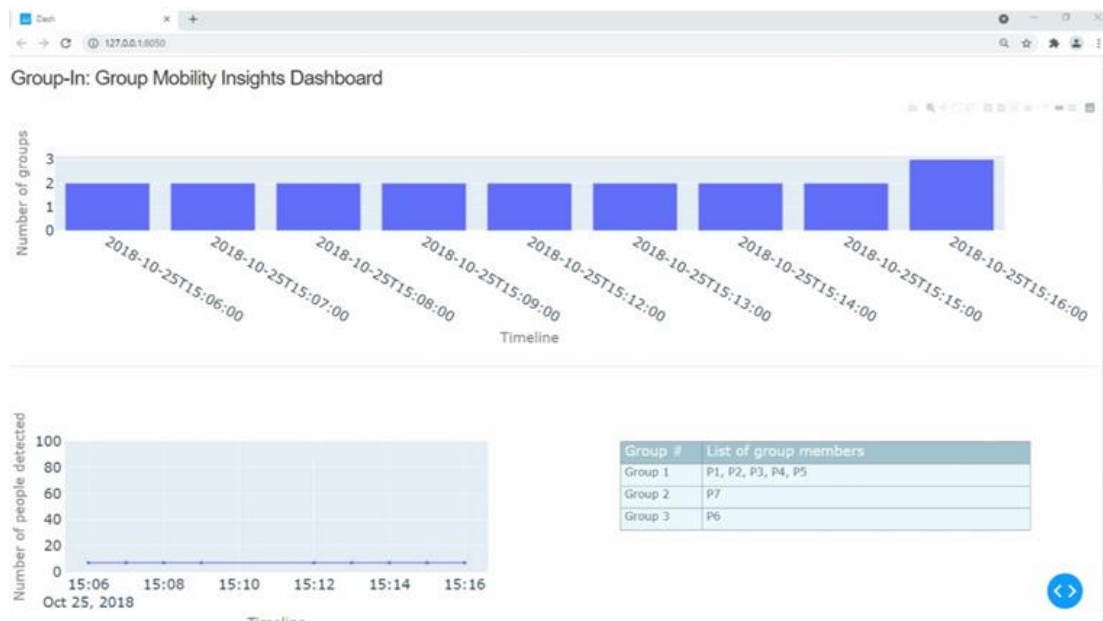 Dash
127.0.0.1:8050
Group-In: Group Mobility Insights Dashboard
Number of groups
3
2
1
0
2018-10-25T15:06:00
2018-10-25T15:07:00
2018-10-25T15:08:00
2018-10-25T15:09:00
2018-10-25T15:12:00
2018-10-25T15:13:00
2018-10-25T15:14:00
2018-10-25T15:15:00
2018-10-25T15:16:00
Timeline
Number of people detected
100
80
60
40
20
0
15:06 15:08 15:10 15:12 15:14 15:16
Oct 25, 2018
Timeline
Group # List of group members
Group 1 P1, P2, P3, P4, P5
Group 2 P7
Group 3 P6